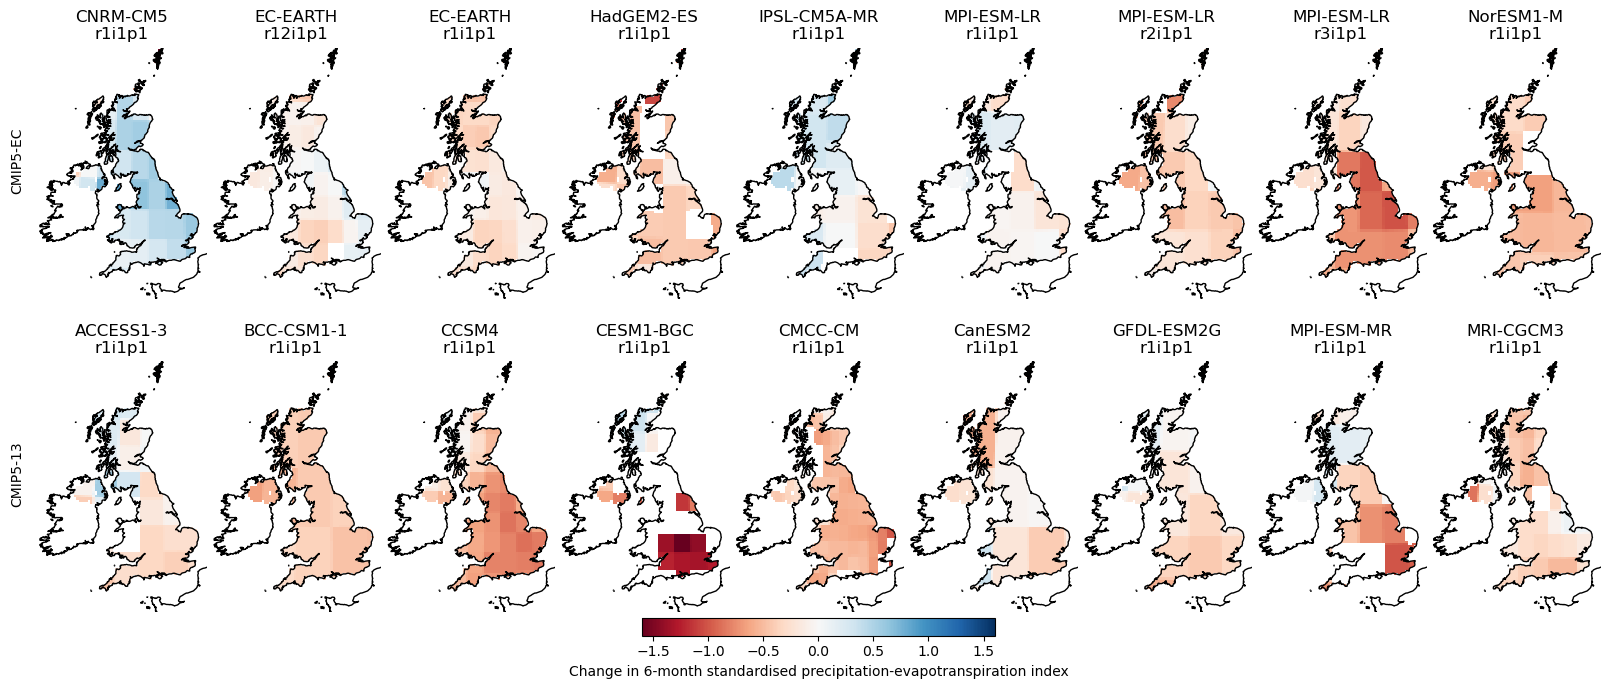 CNRM-CM5
r1i1p1
EC-EARTH
r12i1p1
EC-EARTH
r1i1p1
HadGEM2-ES
r1i1p1
IPSL-CM5A-MR
r1i1p1
MPI-ESM-LR
r1i1p1
MPI-ESM-LR
r2i1p1
MPI-ESM-LR
r3i1p1
NorESM1-M
r1i1p1
CMIP5-EC
ACCESS1-3
r1i1p1
BCC-CSM1-1
r1i1p1
CCSM4
r1i1p1
CESM1-BGC
r1i1p1
CMCC-CM
r1i1p1
CanESM2
r1i1p1
GFDL-ESM2G
r1i1p1
MPI-ESM-MR
r1i1p1
MRI-CGCM3
r1i1p1
CMIP5-13
−1.5 −1.0 −0.5 0.0 0.5 1.0 1.5
Change in 6-month standardised precipitation-evapotranspiration index